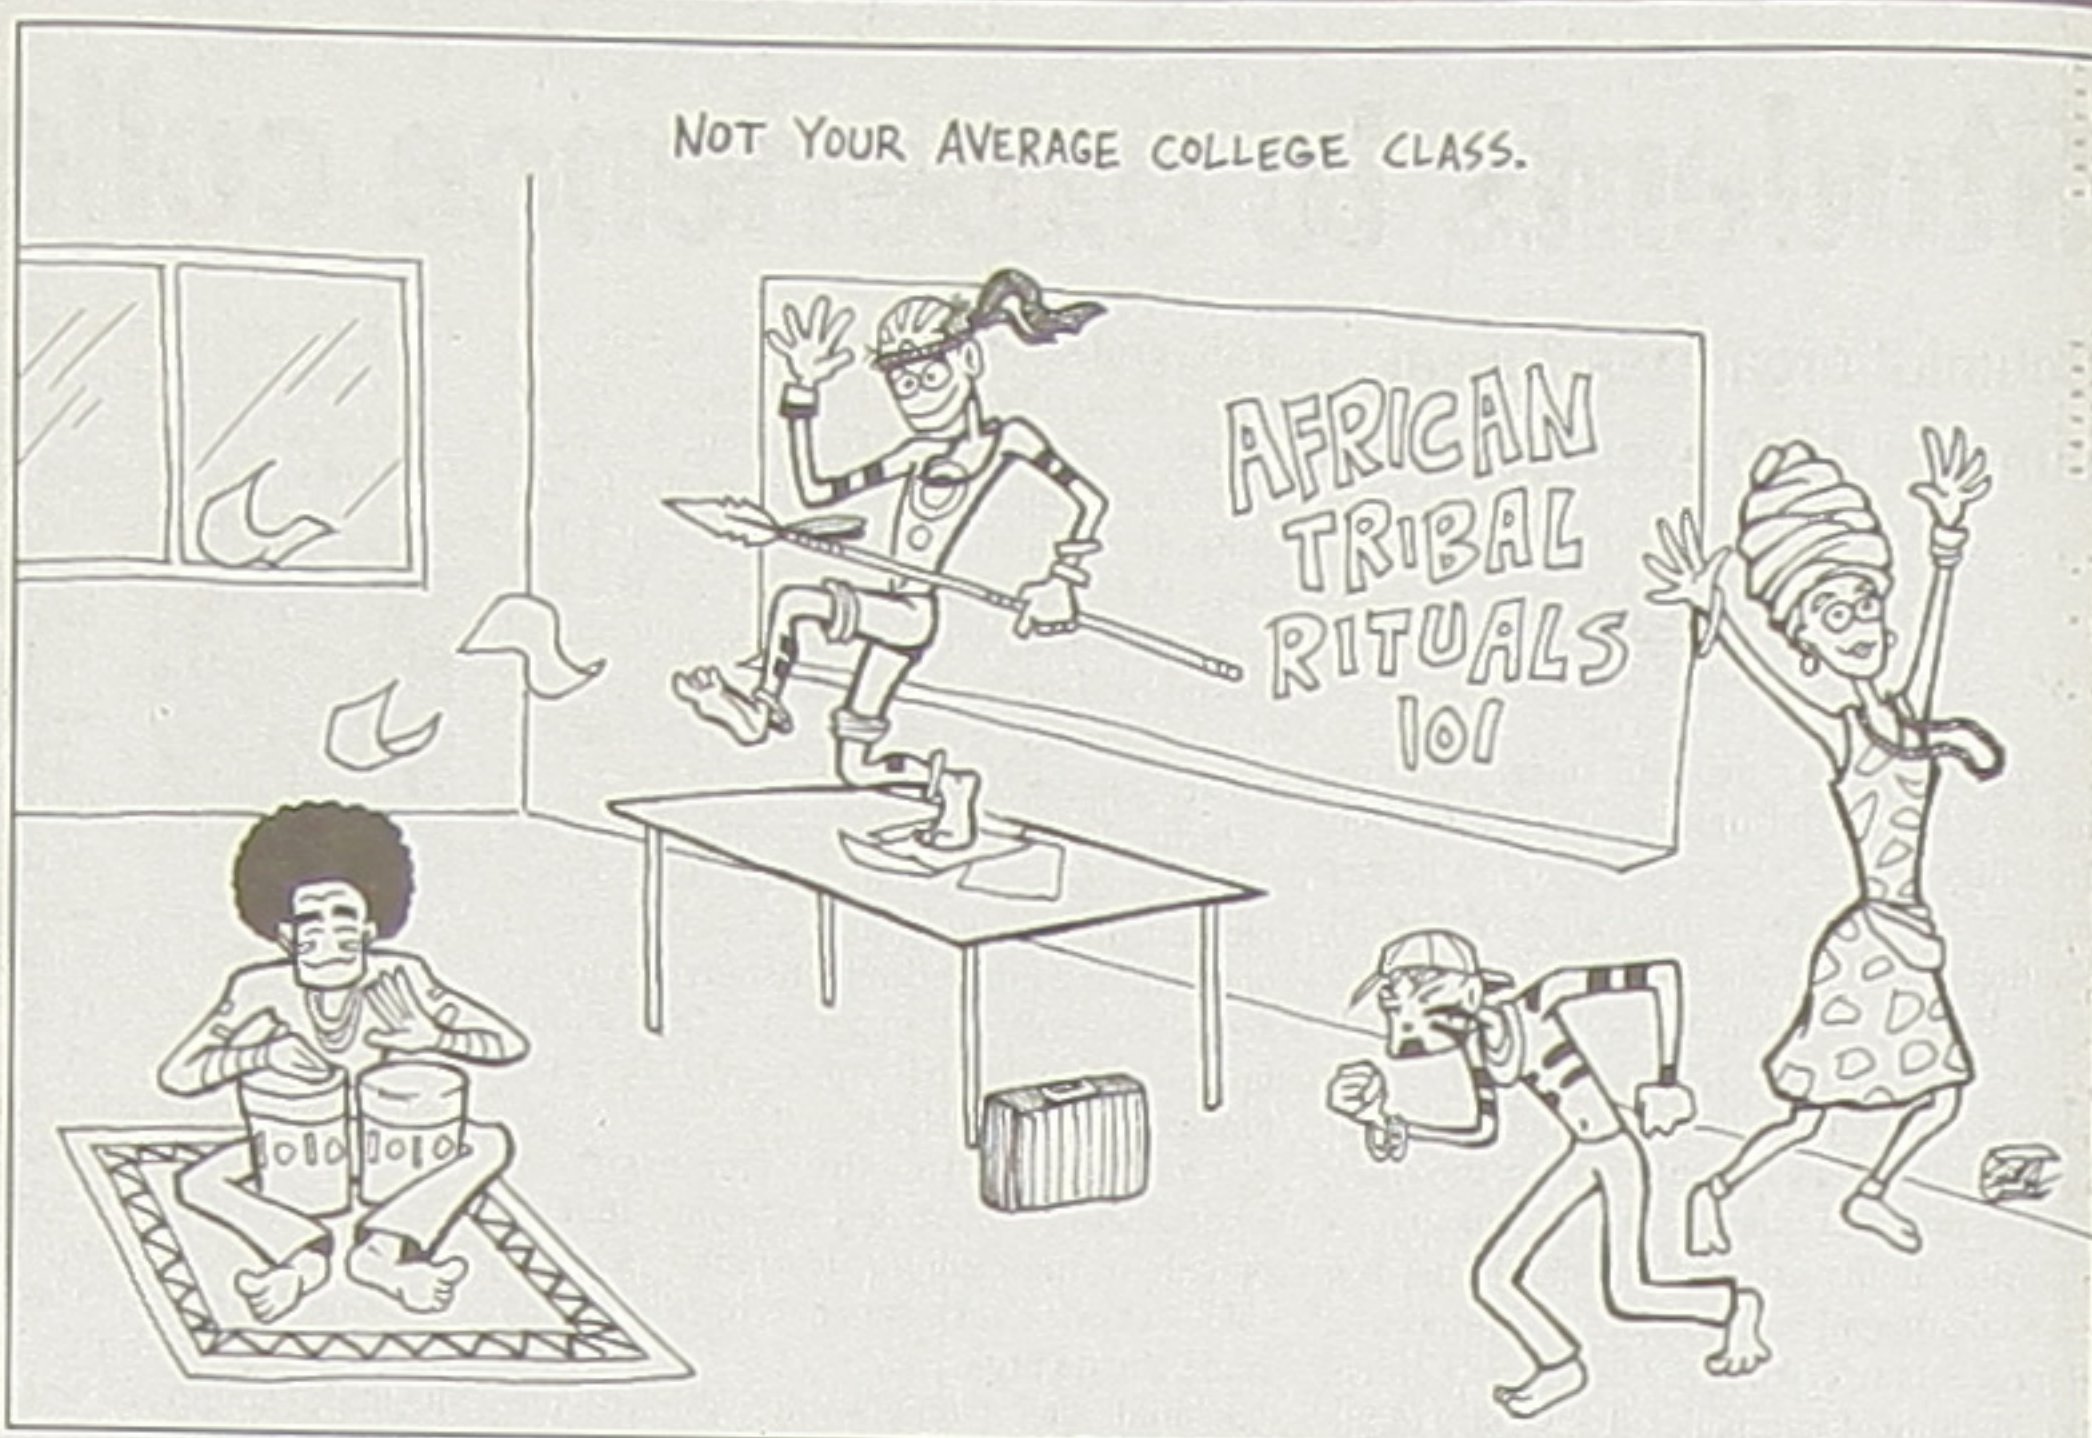 NOT YOUR AVERAGE COLLEGE CLASS.
AFRICAN
TRIBAL
RITUALS
101